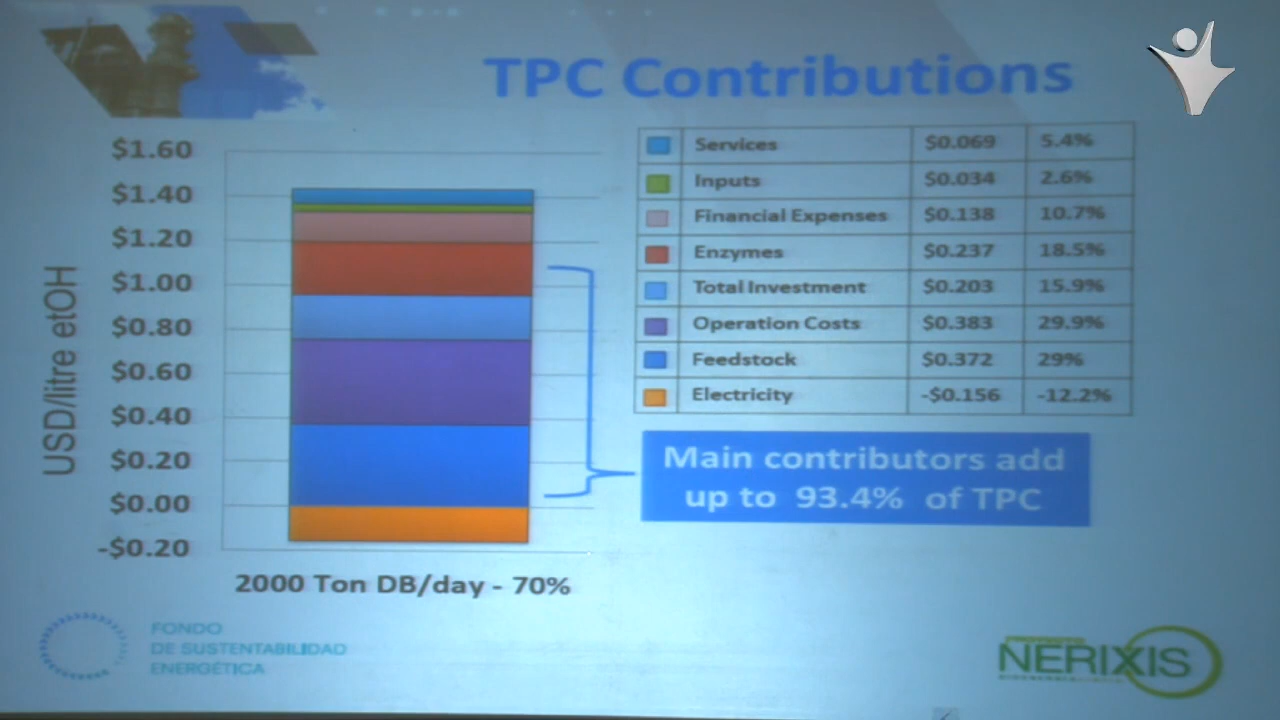 TPC Contributions
$1.60
$1.40
$1.20
$1.00
$0.80
$0.60
$0.40
$0.20
$0.00
-$0.20
USD/litre etOH
2000 Ton DB/day - 70%
Services $0.069 5.4%
Inputs $0.034 2.6%
Financial Expenses $0.138 10.7%
Enzymes $0.237 18.5%
Total Investment $0.203 15.9%
Operation Costs $0.383 29.9%
Feedstock $0.372 29%
Electricity -$0.156 -12.2%
Main contributors add
up to 93.4% of TPC
FONDO
DE SUSTENTABILIDAD
ENERGÉTICA
PROYECTO
NERIXIS